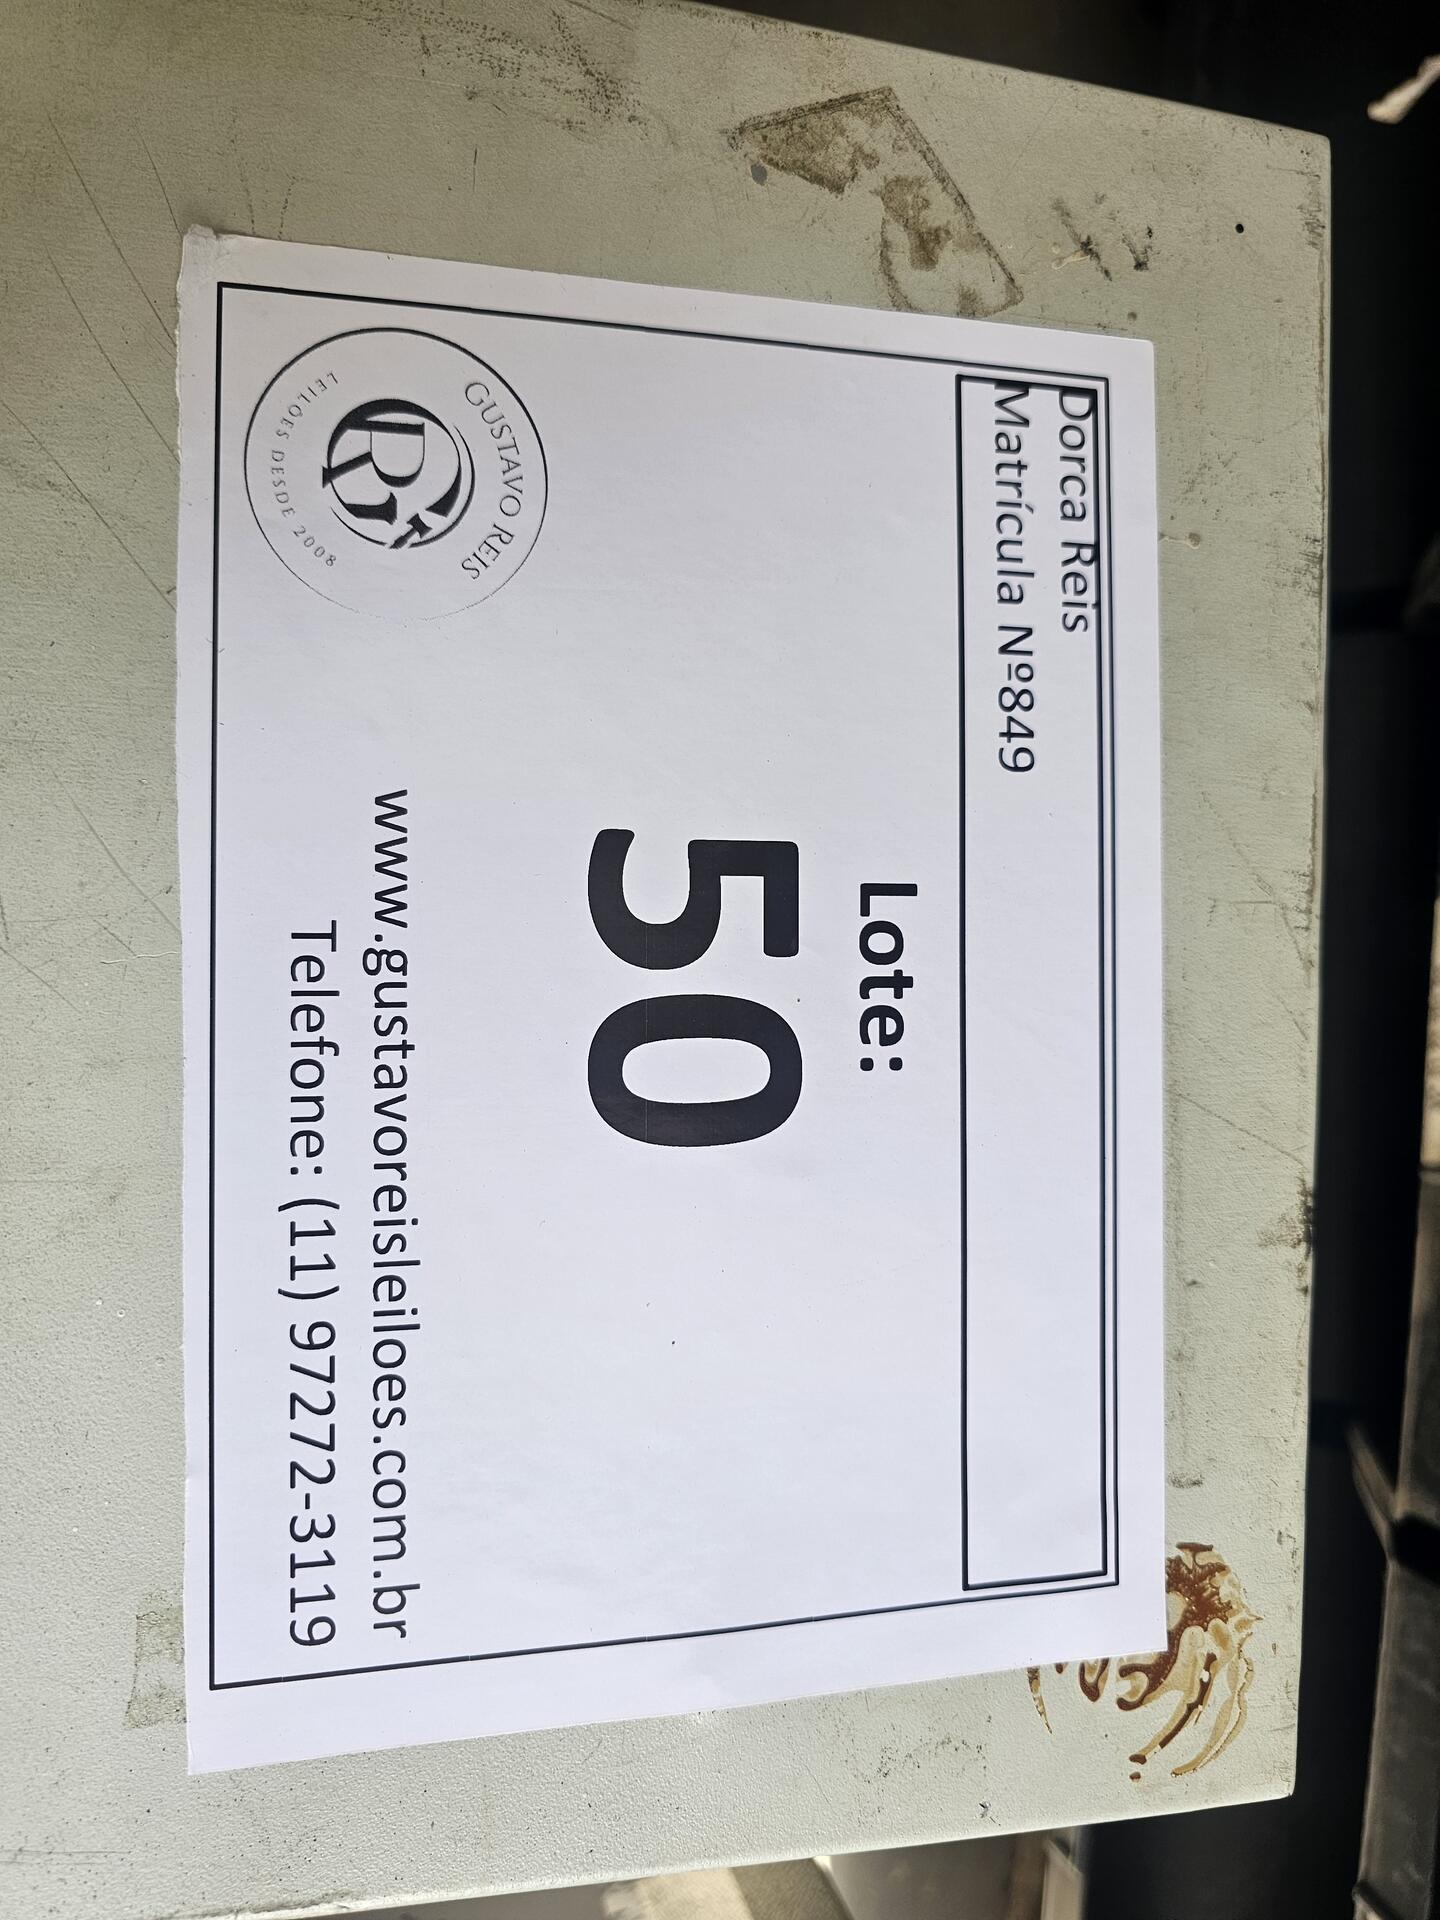 Dorca Reis
Matrícula Nº849
Lote:
50
GUSTAVO REIS
LEILÕES DESDE 2008
www.gustavoreisleiloes.com.br
Telefone: (11) 97272-3119